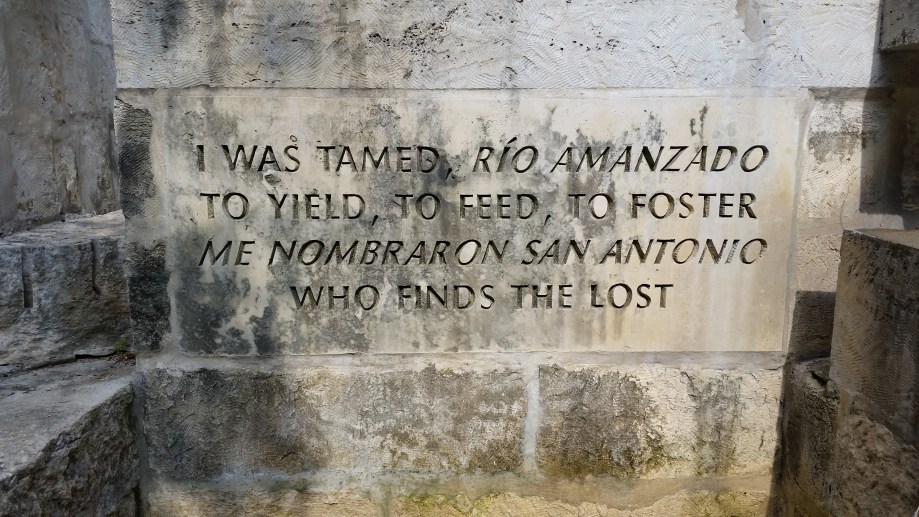 I WAS TAMED, RÍO AMANZADO
TO YIELD, TO FEED, TO FOSTER
ME NOMBRARON SAN ANTONIO
WHO FINDS THE LOST